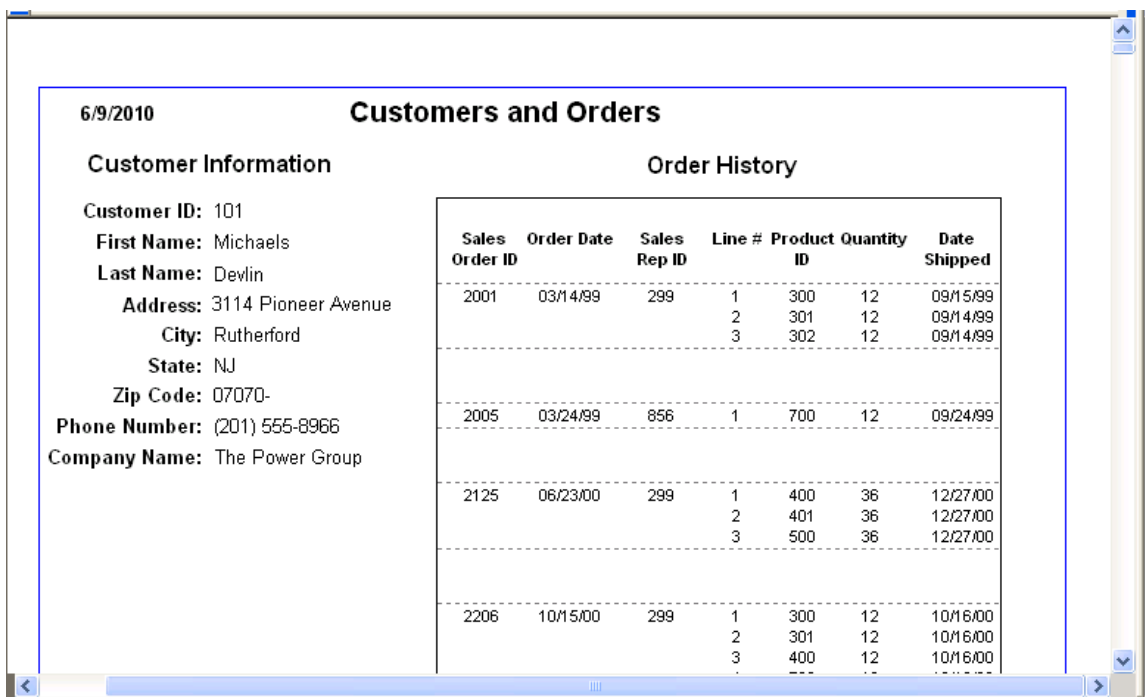 6/9/2010 Customers and Orders
Customer Information
Customer ID: 101
First Name: Michaels
Last Name: Devlin
Address: 3114 Pioneer Avenue
City: Rutherford
State: NJ
Zip Code: 07070-
Phone Number: (201) 555-8966
Company Name: The Power Group
Order History
Sales Order Date Sales Line # Product Quantity Date
Order ID Rep ID ID Shipped
2001 03/14/99 299 1 300 12 09/15/99
2 301 12 09/14/99
3 302 12 09/14/99
2005 03/24/99 856 1 700 12 09/24/99
2125 06/23/00 299 1 400 36 12/27/00
2 401 36 12/27/00
3 500 36 12/27/00
2206 10/15/00 299 1 300 12 10/16/00
2 301 12 10/16/00
3 400 12 10/16/00